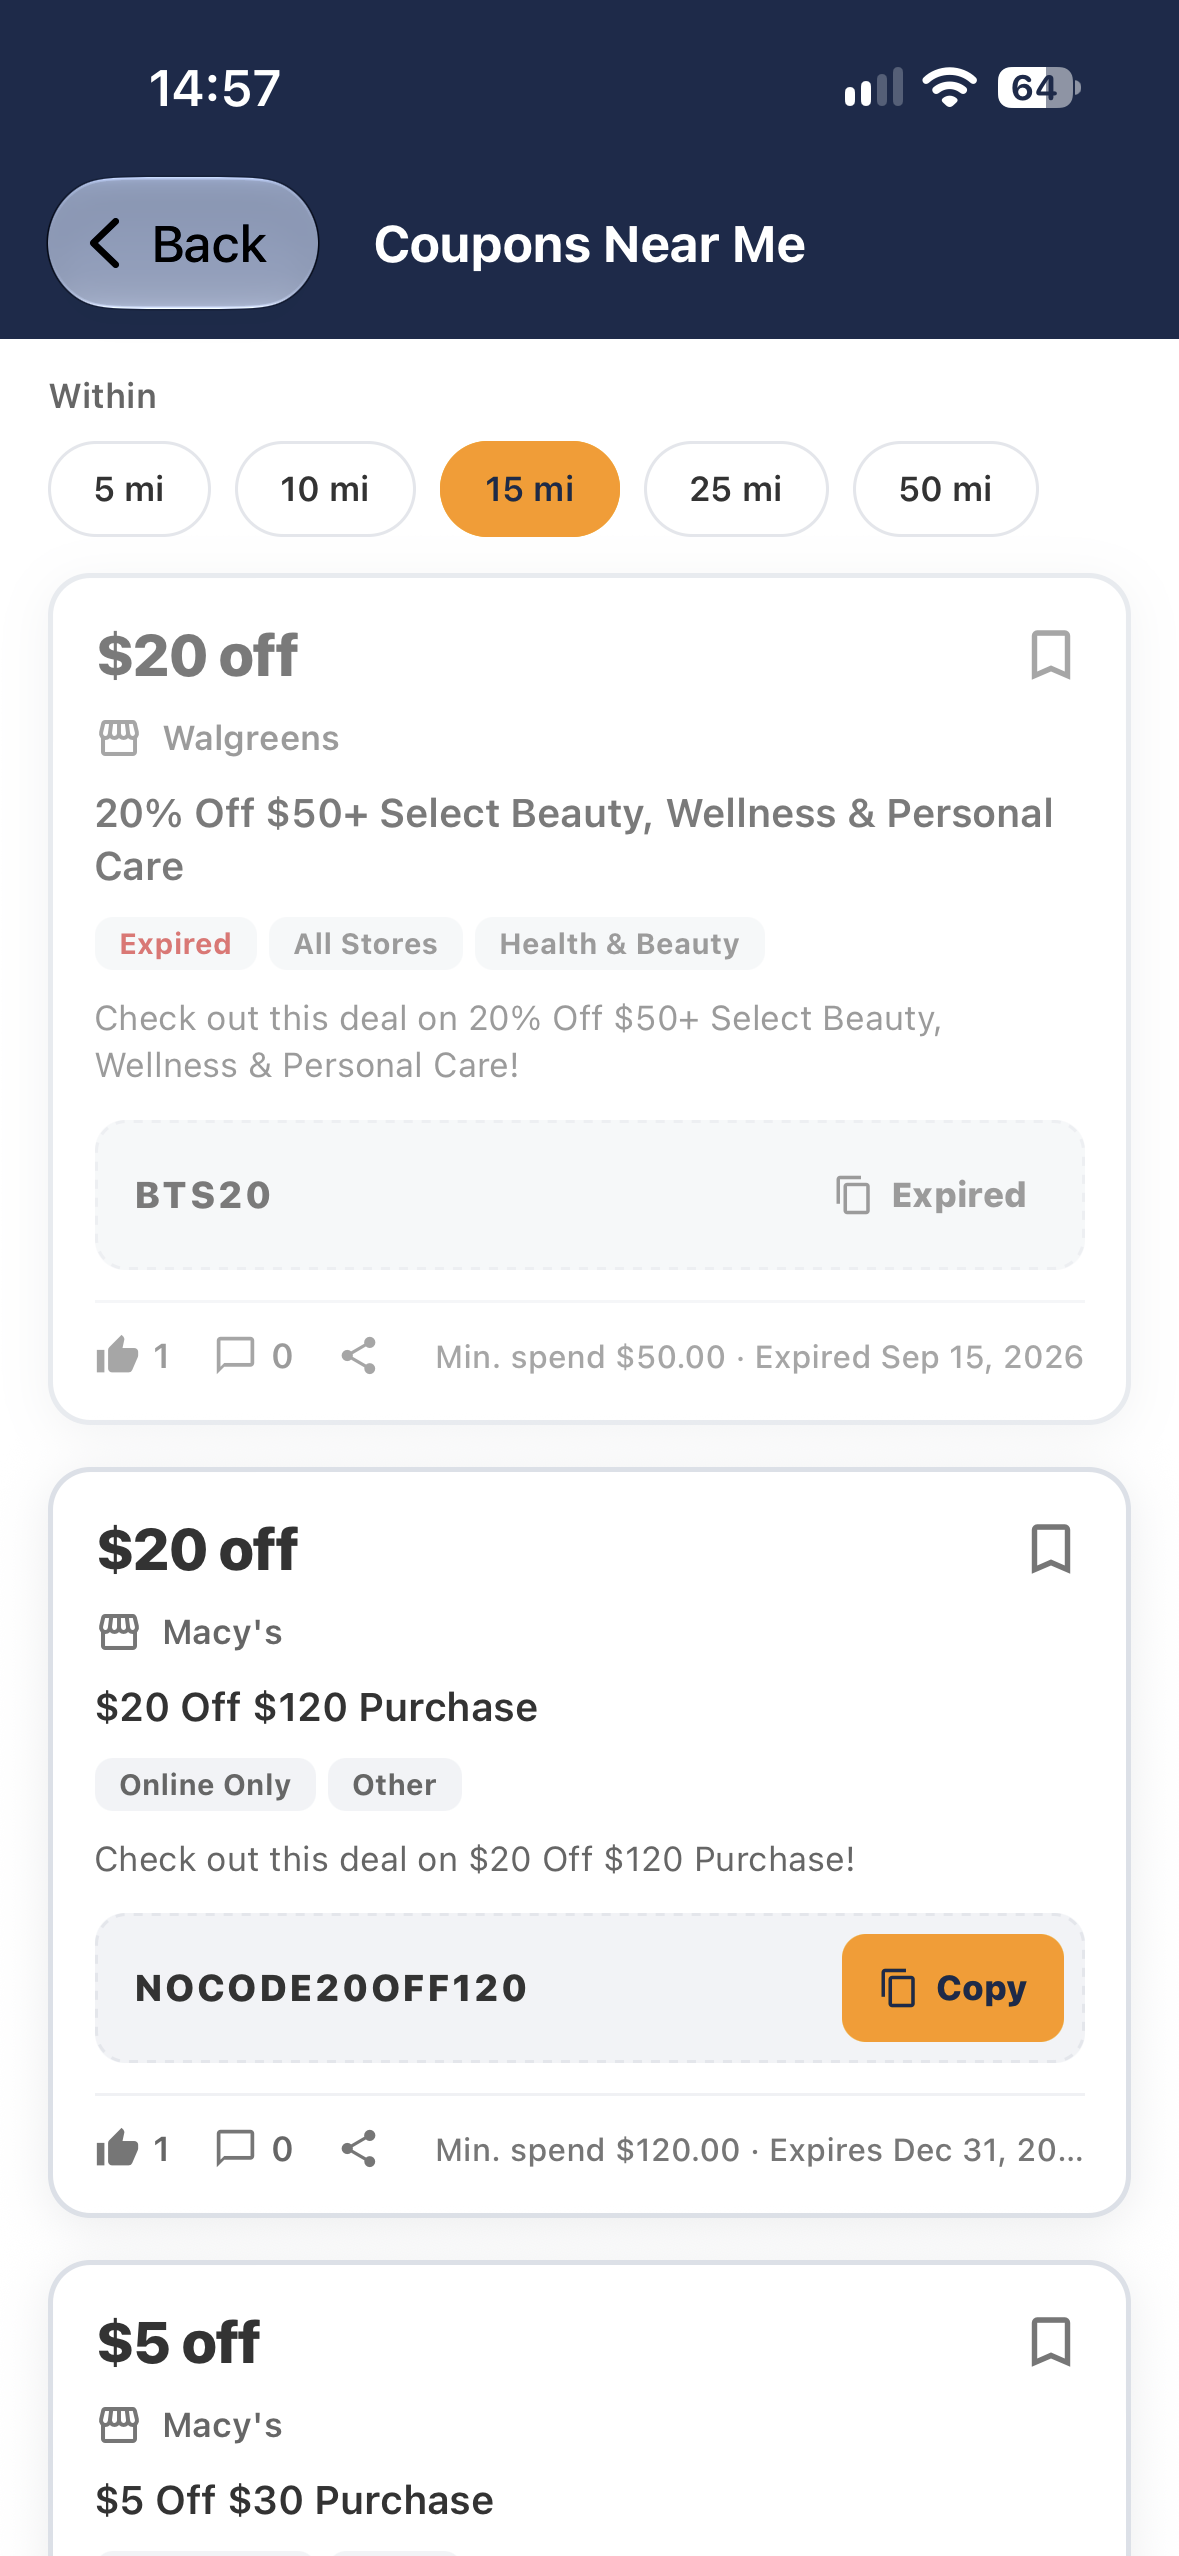 14:57
64
Back
Coupons Near Me
Within
5 mi
10 mi
15 mi
25 mi
50 mi
$20 off
Walgreens
20% Off $50+ Select Beauty, Wellness & Personal
Care
Expired
All Stores
Health & Beauty
Check out this deal on 20% Off $50+ Select Beauty,
Wellness & Personal Care!
BTS20
Expired
1
0
Min. spend $50.00 · Expired Sep 15, 2026
$20 off
Macy's
$20 Off $120 Purchase
Online Only
Other
Check out this deal on $20 Off $120 Purchase!
NOCODE20OFF120
Copy
1
0
Min. spend $120.00 · Expires Dec 31, 20...
$5 off
Macy's
$5 Off $30 Purchase